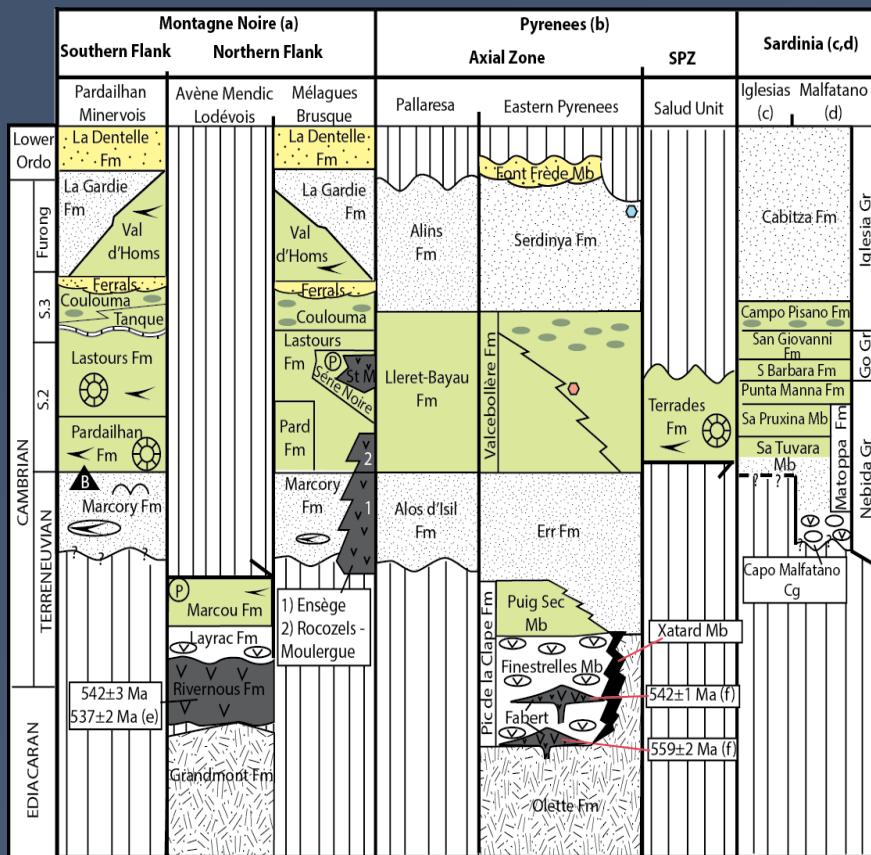 Montagne Noire (a)
Pyrenees (b)
Sardinia (c,d)
Southern Flank
Northern Flank
Axial Zone
SPZ
Pardailhan
Minervois
Avène Mendic
Lodévois
Mélagues
Brusque
Pallaresa
Eastern Pyrenees
Salud Unit
Iglesias
(c)
Malfatano
(d)
Lower
Ordo
Furong
S.3
S.2
TERRENEUVIAN
CAMBRIAN
EDIACARAN
La Dentelle
Fm
La Gardie
Fm
Val
d'Homs
Ferrals
Coulouma
Tanque
Lastours Fm
Pardailhan
Fm
B
Marcory Fm
? ? ?
542±3 Ma
537±2 Ma (e)
P
Marcou Fm
Layrac Fm
V V
Rivernous Fm
V V V
V V
Grandmont Fm
La Dentelle
Fm
La Gardie
Fm
Val
d'Homs
Ferrals
Coulouma
Lastours
Fm
P
St M
Série Noire
Pard
Fm
2
Marcory
Fm
1
1) Ensège
2) Rocozels -
Moulergue
Alins
Fm
Lleret-Bayau
Fm
Alos d'Isil
Fm
Font Frède Mb
Serdinya Fm
Valcebollère Fm
Err Fm
Pic de la Clape Fm
Puig Sec
Mb
Finestrelles Mb
Fabert
Olette Fm
Xatard Mb
542±1 Ma (f)
559±2 Ma (f)
Terrades
Fm
Cabitza Fm
Campo Pisano Fm
San Giovanni
Fm
S Barbara Fm
Punta Manna Fm
Sa Pruxina Mb
Sa Tuvara
Mb
? ?
Matoppa Fm
? ?
Capo Malfatano
Cg
Iglesia Gr
Go Gr
Nebida Gr